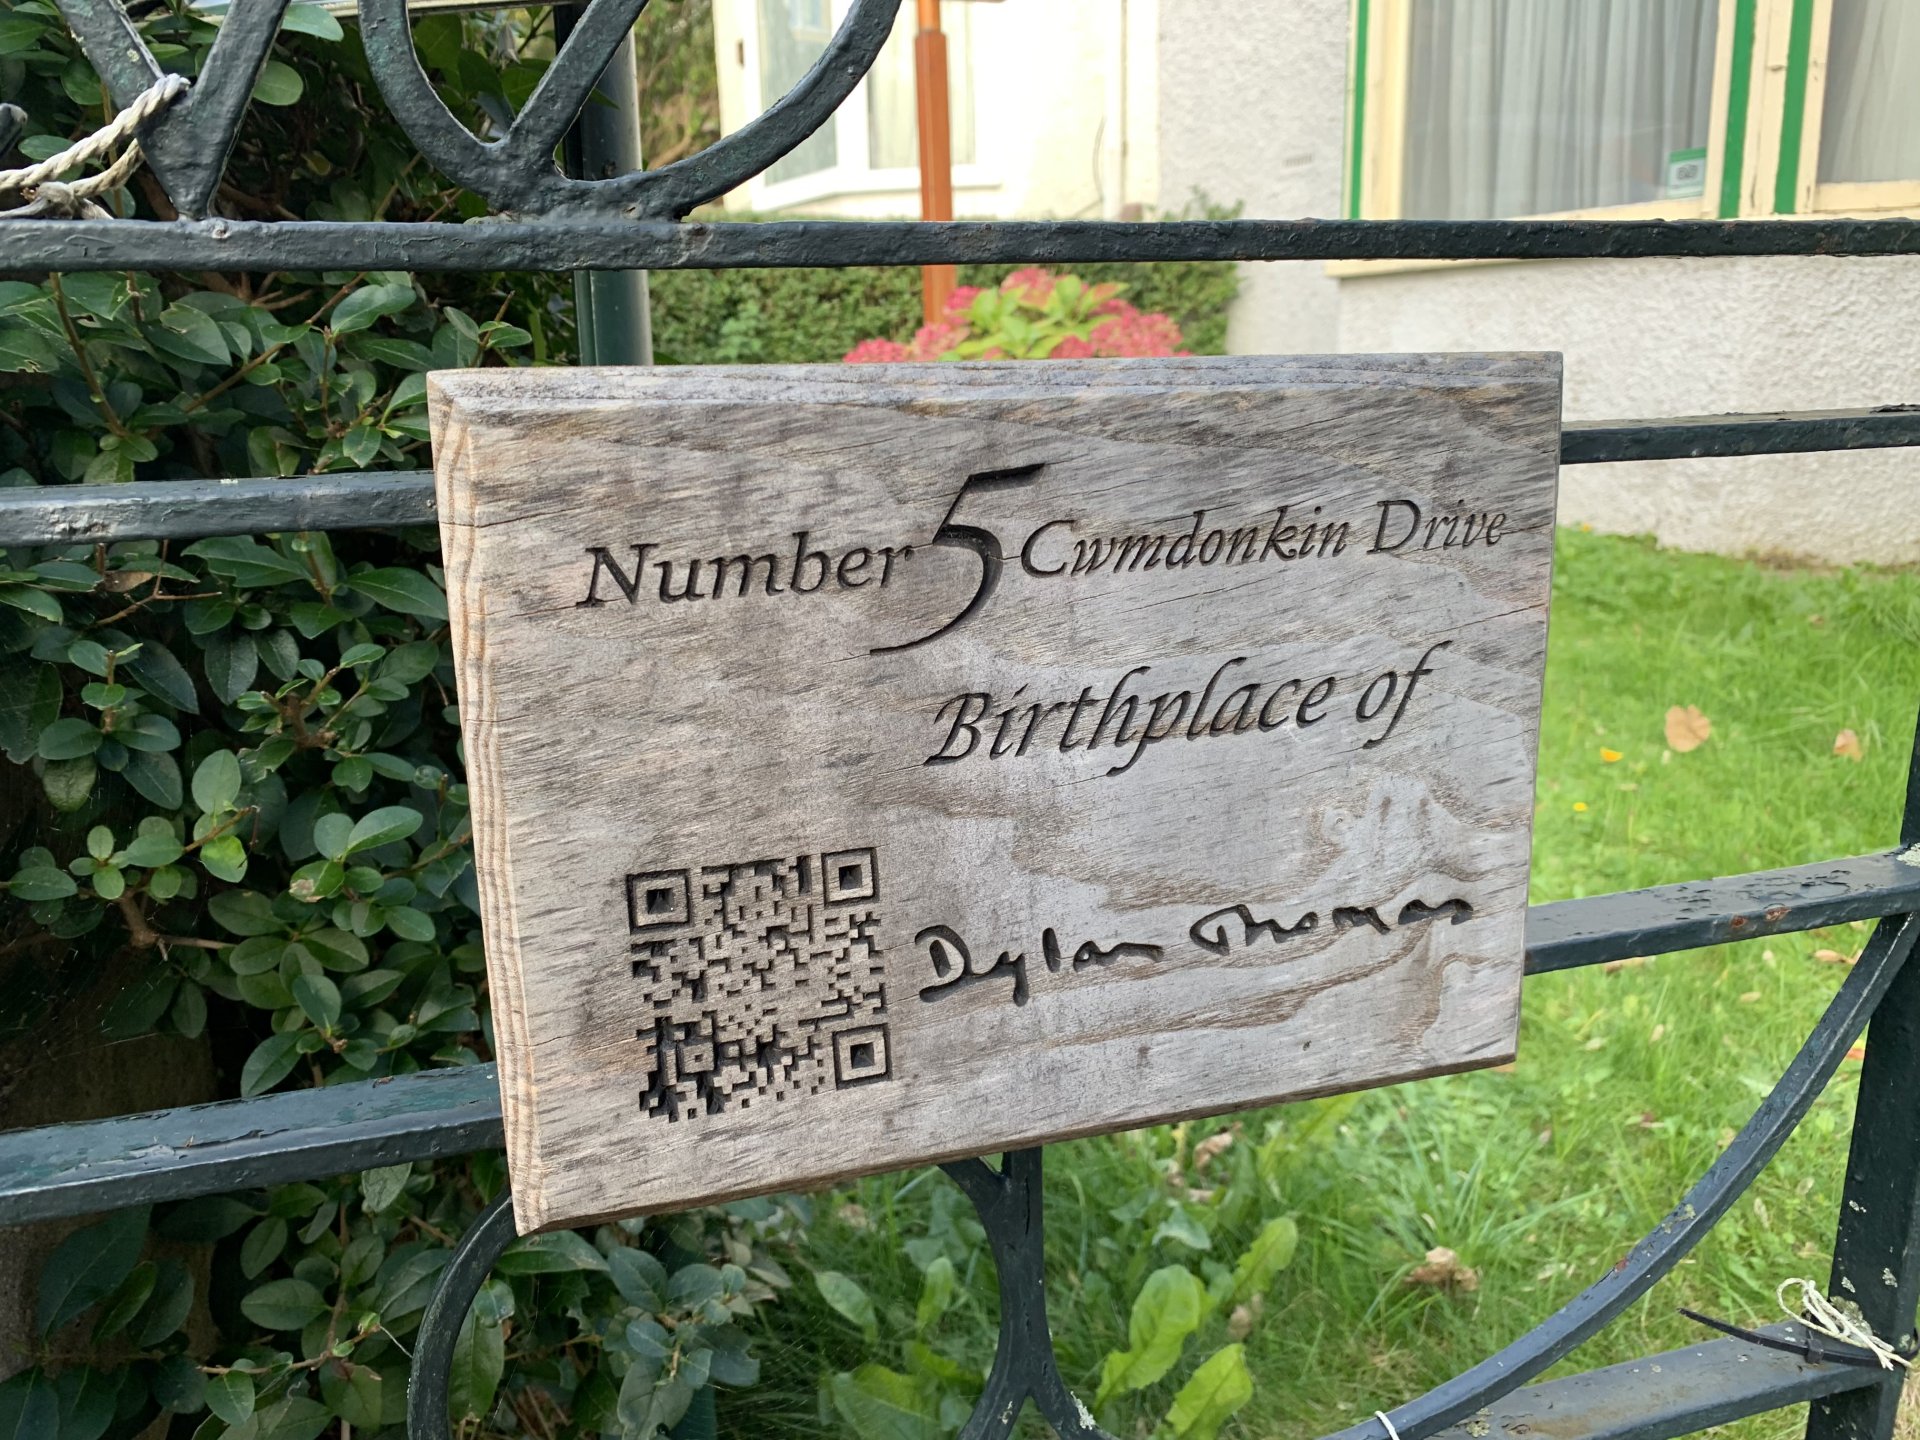 Number 5 Cwmdonkin Drive
Birthplace of
Dylan Thomas